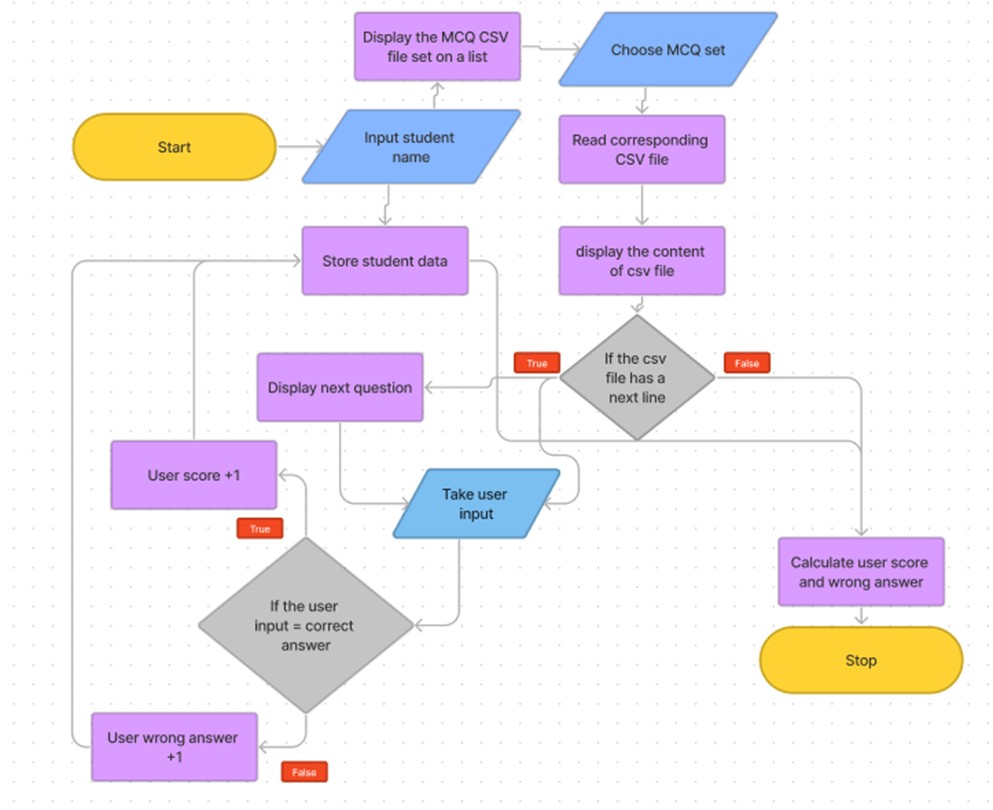 Display the MCQ CSV
file set on a list
Choose MCQ set
Start
Input student
name
Read corresponding
CSV file
Store student data
display the content
of csv file
True
If the csv
file has a
next line
False
Display next question
User score +1
Take user
input
True
If the user
input = correct
answer
Calculate user score
and wrong answer
Stop
User wrong answer
+1
False